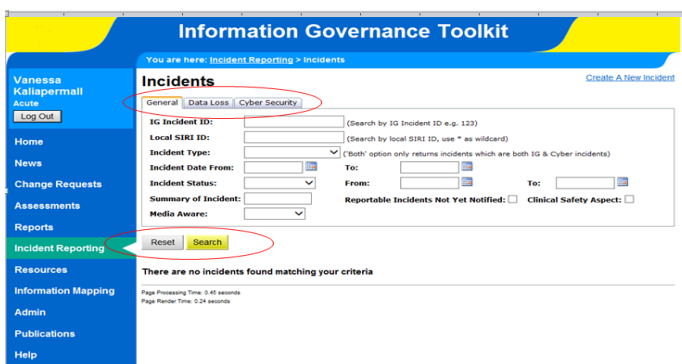 Information Governance Toolkit
You are here: Incident Reporting > Incidents
Vanessa
Kaliapermall
Acute
Log Out
Home
News
Change Requests
Assessments
Reports
Incident Reporting
Resources
Information Mapping
Admin
Publications
Help
Incidents
Create A New Incident
General Data Loss Cyber Security
IG Incident ID: (Search by IG Incident ID e.g. 123)
Local SIRI ID: (Search by local SIRI ID, use * as wildcard)
Incident Type: ('Both' option only returns incidents which are both IG & Cyber incidents)
Incident Date From: To:
Incident Status: From: To:
Summary of Incident: Reportable Incidents Not Yet Notified: Clinical Safety Aspect:
Media Aware:
Reset Search
There are no incidents found matching your criteria
Page Processing Time: 0.45 seconds
Page Render Time: 0.24 seconds